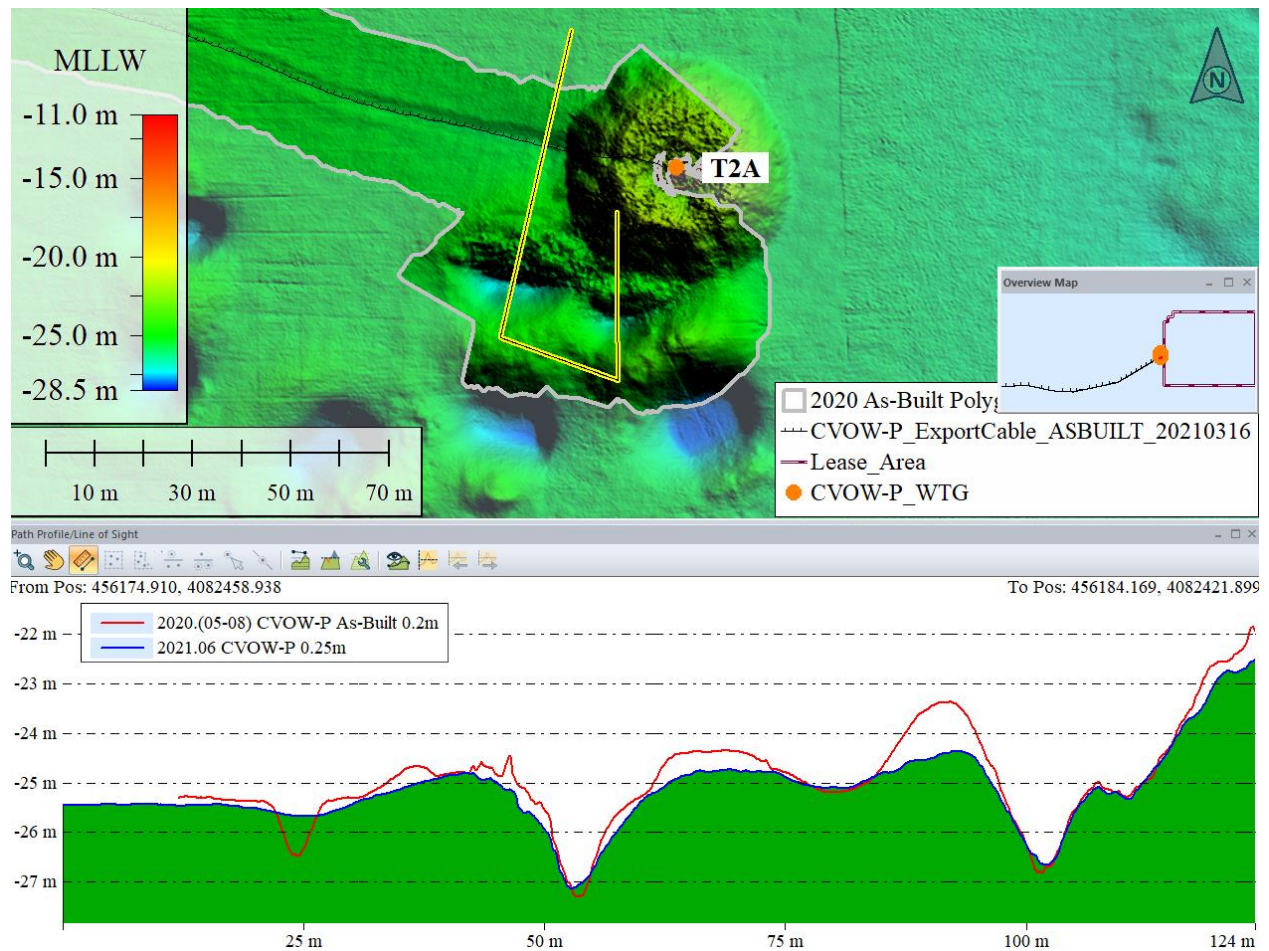 MLLW
-11.0 m
-15.0 m
-20.0 m
-25.0 m
-28.5 m
10 m 30 m 50 m 70 m
N
T2A
Overview Map
2020 As-Built Polyg
CVOW-P_ExportCable_ASBUILT_20210316
Lease_Area
CVOW-P_WTG
Path Profile/Line of Sight
From Pos: 456174.910, 4082458.938 To Pos: 456184.169, 4082421.899
2020.(05-08) CVOW-P As-Built 0.2m
2021.06 CVOW-P 0.25m
-22 m
-23 m
-24 m
-25 m
-26 m
-27 m
25 m 50 m 75 m 100 m 124 m